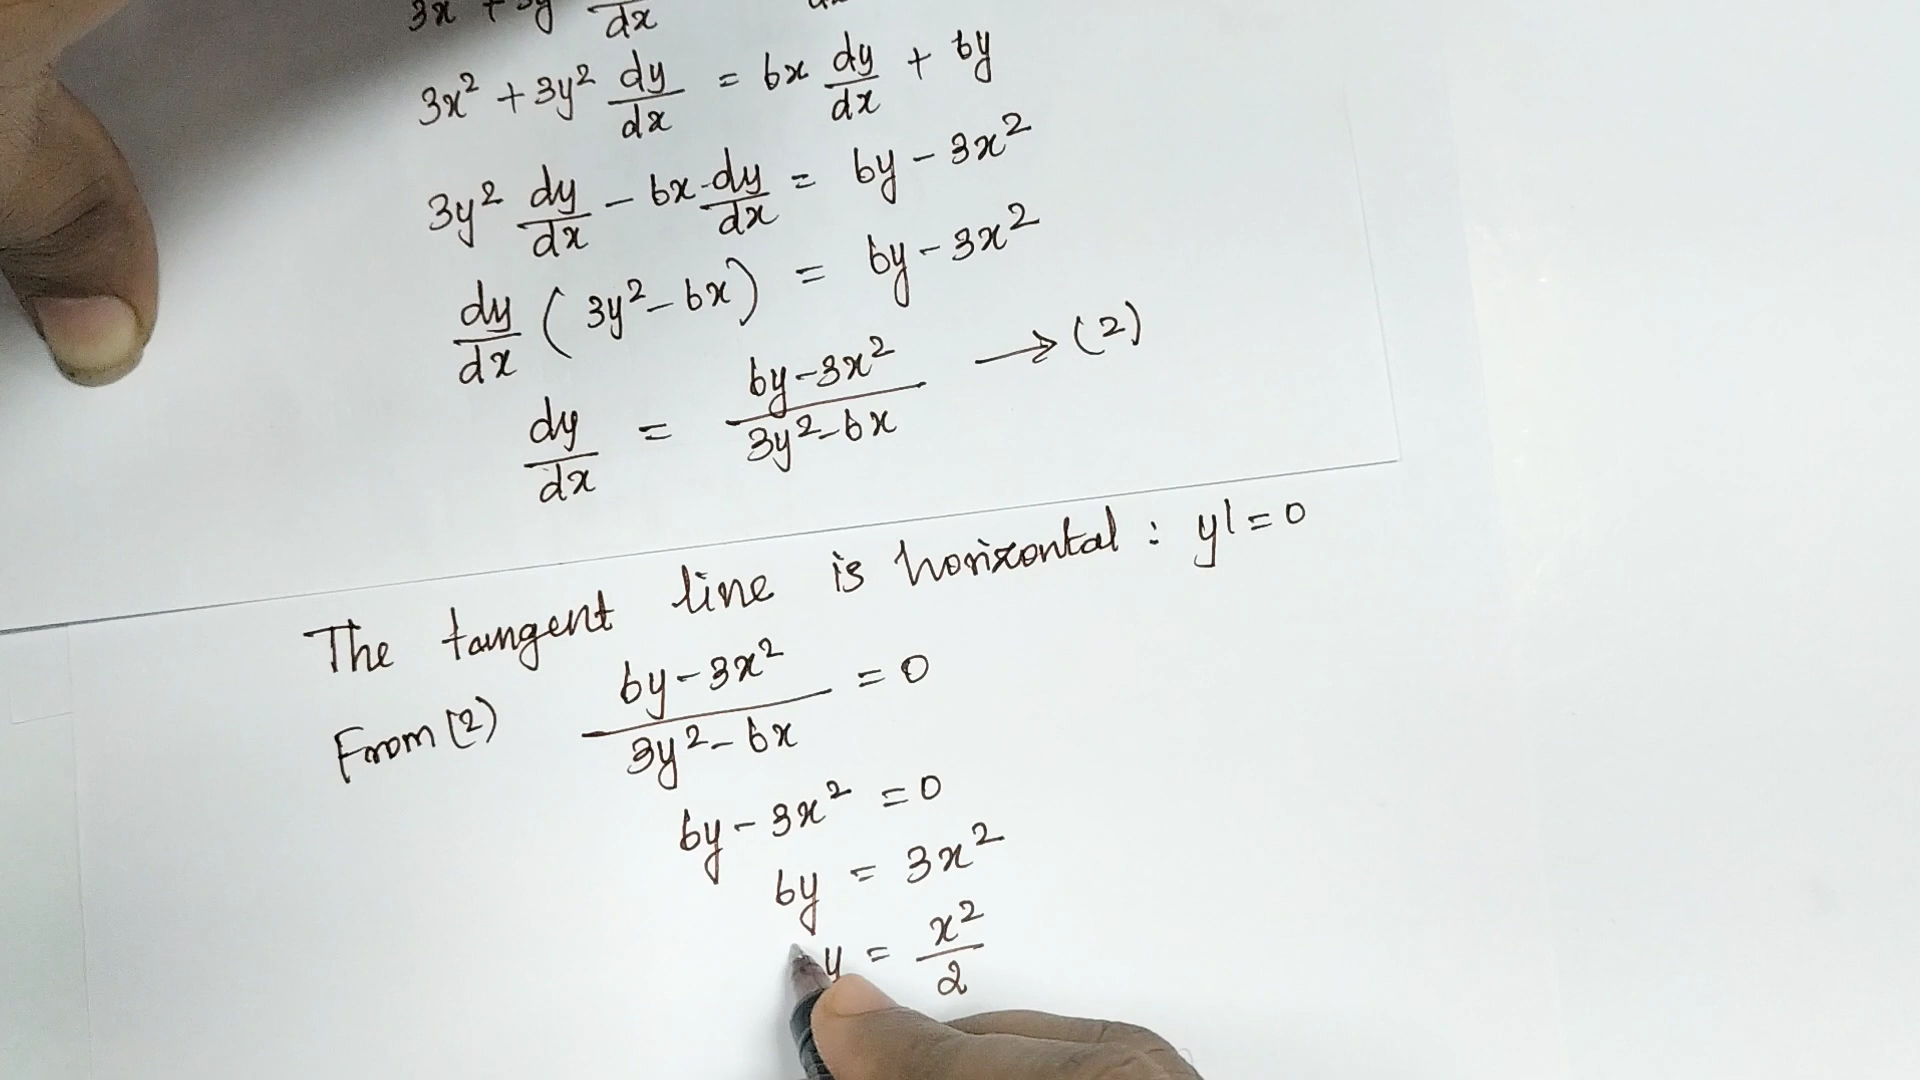 3x² + 3y² dy/dx = 6x dy/dx + 6y
3y² dy/dx - 6x.dy/dx = 6y - 3x²
dy/dx (3y² - 6x) = 6y - 3x²
dy/dx = 6y-3x²/3y²-6x → (2)
The tangent line is horizontal : y| = 0
From (2) 6y-3x²/3y²-6x = 0
6y - 3x² = 0
6y = 3x²
y = x²/2